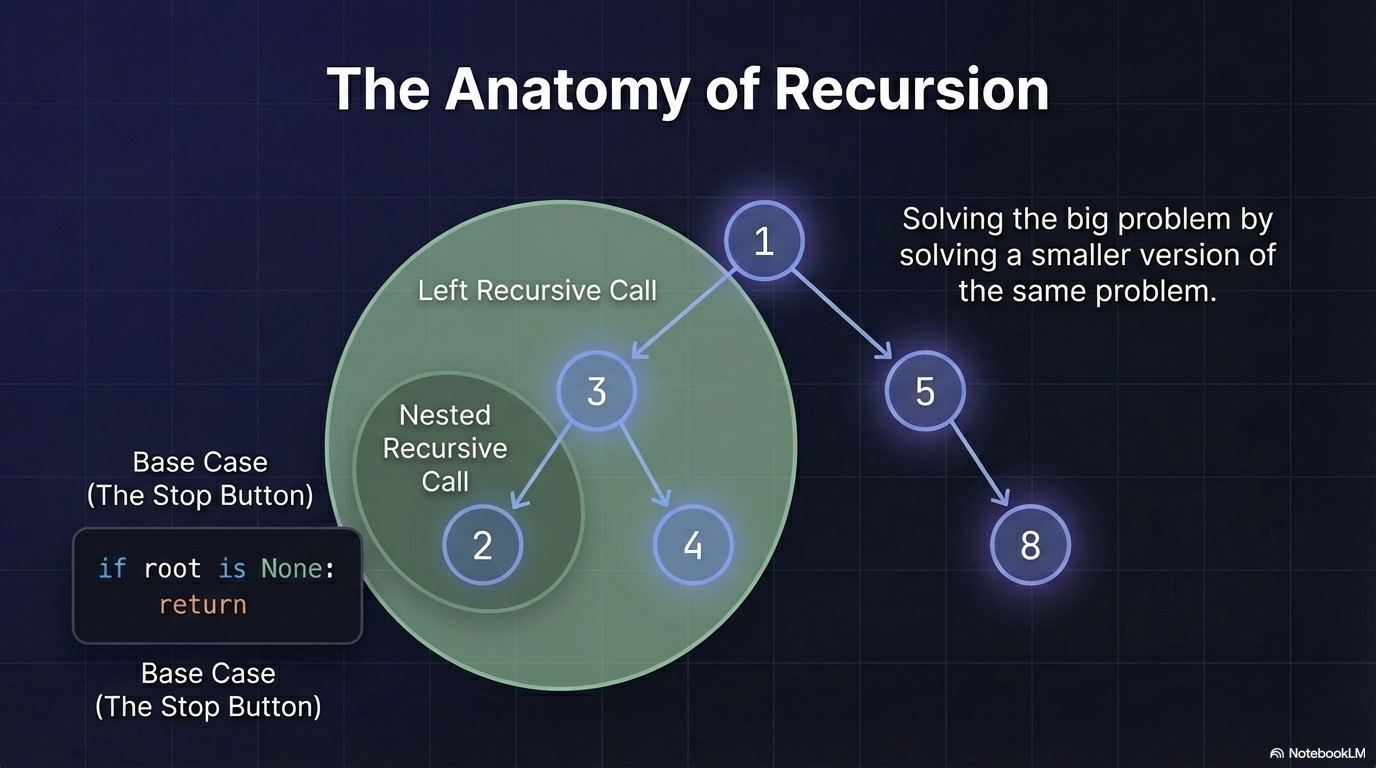 The Anatomy of Recursion
1
Solving the big problem by
solving a smaller version of
the same problem.
Left Recursive Call
3
5
Nested
Recursive
Call
2
4
8
Base Case
(The Stop Button)
if root is None:
return
Base Case
(The Stop Button)
NotebookLM